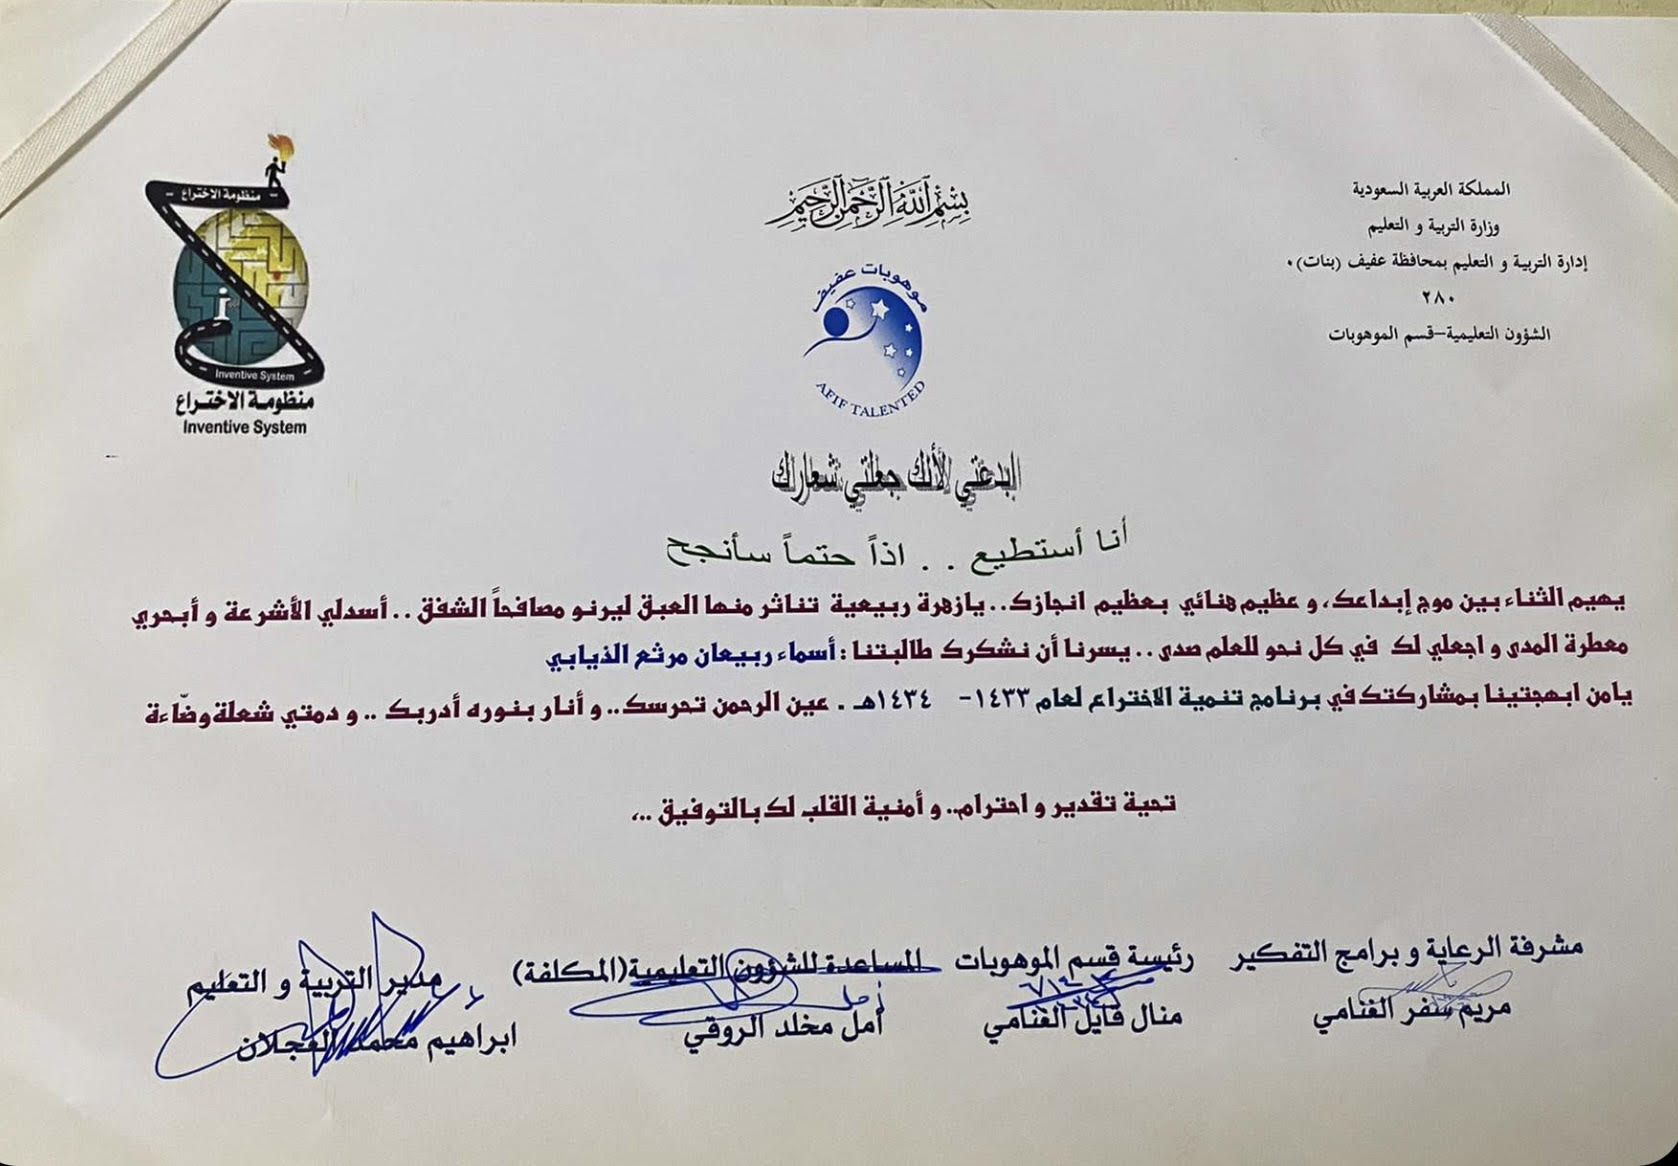 المملكة العربية السعودية
وزارة التربية و التعليم
إدارة التربية و التعليم بمحافظة عفيف (بنات)٠
٢٨٠
الشؤون التعليمية–قسم الموهوبات
بسم الله الرحمن الرحيم
موهوبات عفيف
AFIF TALENTED
منظومة الاختراع
i
Inventive System
منظومة الاختراع
Inventive System
ابدعتي لأنك جعلتي شعارك
أنا أستطيع . . اذاً حتماً سأنجح
يهيم الثناء بين موج إبداعك، و عظيم هنائي بعظيم انجازك.. يازهرة ربيعية تناثر منها العبق ليرنو مصافحاً الشفق .. أسدلي الأشرعة و أبحري
معطرة المدى و اجعلي لك في كل نحو للعلم صدى .. يسرنا أن نشكرك طالبتنا : أسماء ربيعان مرثع الذيابي
يامن ابهجتينا بمشاركتك في برنامج تنمية الاختراع لعام ١٤٣٣- ١٤٣٤هـ . عين الرحمن تحرسك.. و أنار بنوره أدربك .. و دمتي شعلة وضّاءة
تحية تقدير و احترام.. و أمنية القلب لك بالتوفيق ..،
مشرفة الرعاية و برامج التفكير
مريم سفر الغنامي
رئيسة قسم الموهوبات
منال فايل الغنامي
المساعدة للشؤون التعليمية (المكلفة)
أمل مخلد الروقي
مدير التربية و التعليم
ابراهيم محمد العجلان